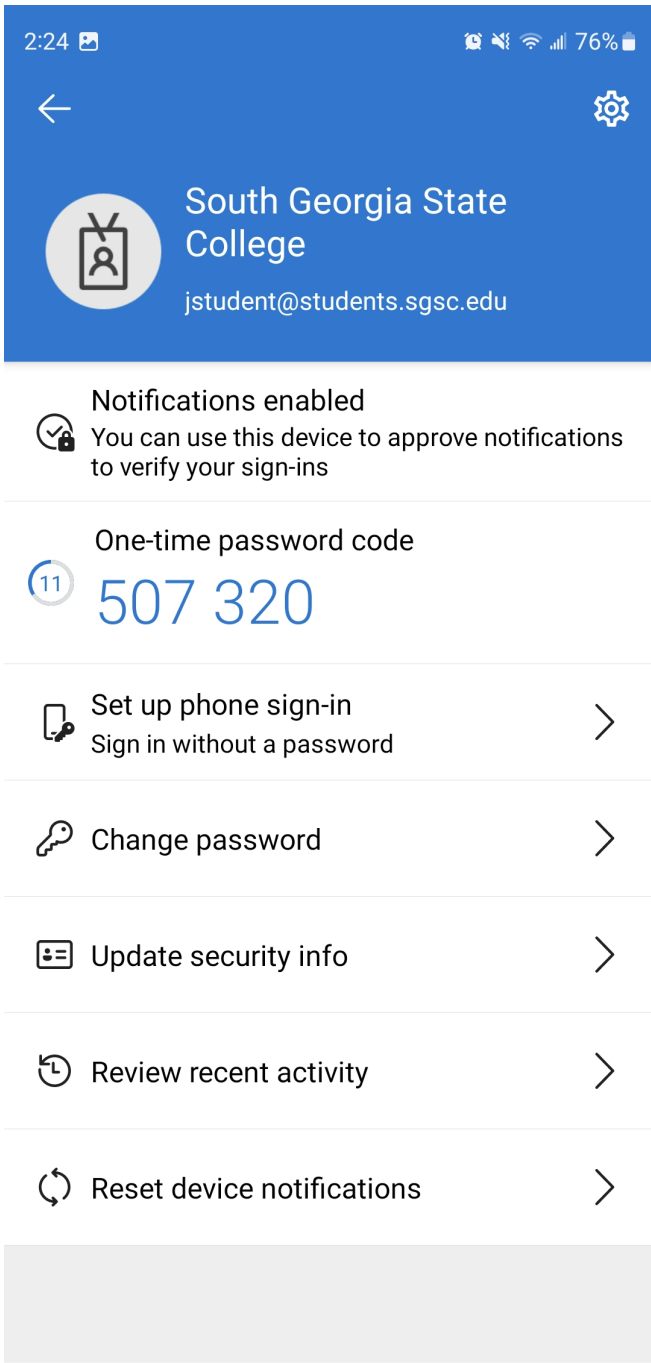 2:24
76%
South Georgia State
College
jstudent@students.sgsc.edu
Notifications enabled
You can use this device to approve notifications
to verify your sign-ins
One-time password code
11
507 320
Set up phone sign-in
Sign in without a password
Change password
Update security info
Review recent activity
Reset device notifications